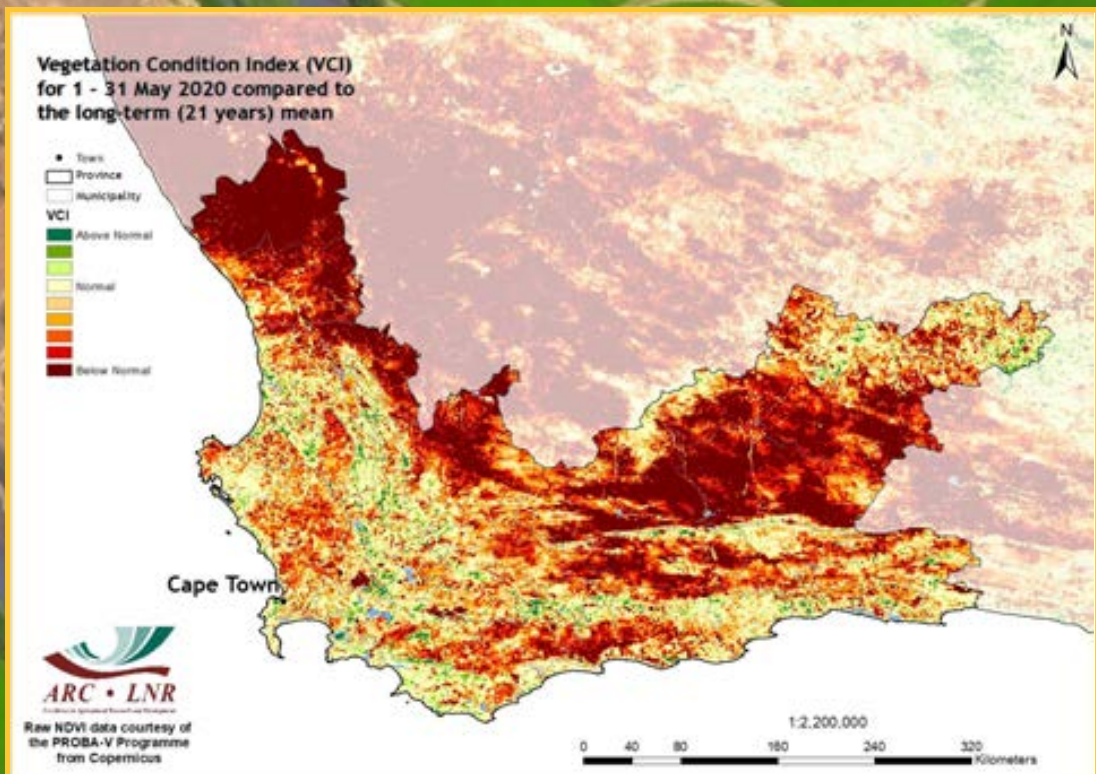 Vegetation Condition Index (VCI)
for 1 - 31 May 2020 compared to
the long-term (21 years) mean
N
Town
Province
Municipality
VCI
Above Normal
Normal
Below Normal
Cape Town
ARC • LNR
Raw NDVI data courtesy of
the PROBA-V Programme
from Copernicus
1:2,200,000
0 40 80 160 240 320
Kilometers